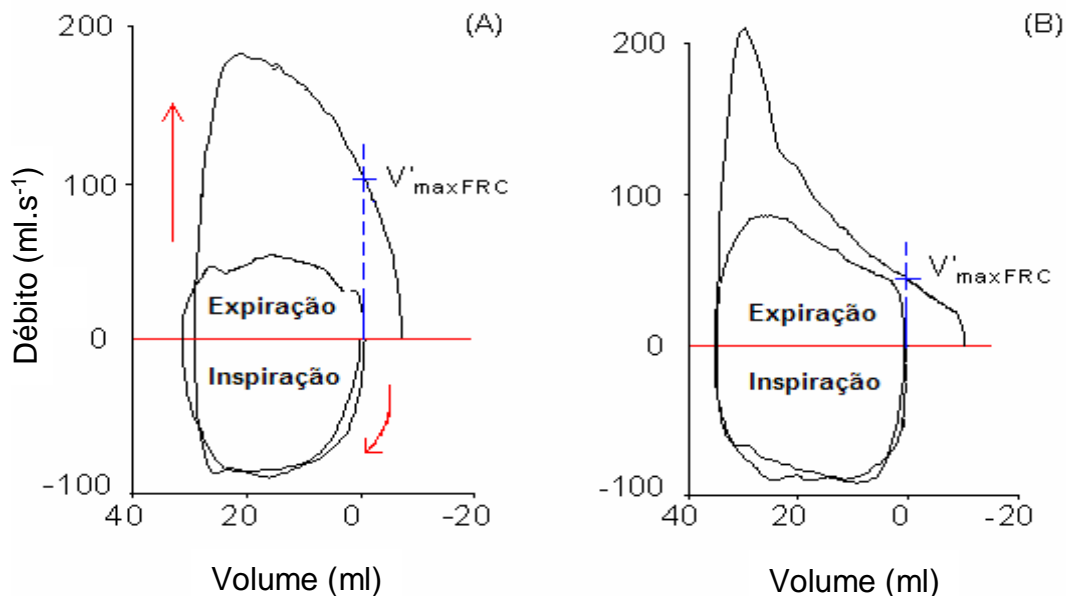 (A)
200
100
0
-100
40 20 0 -20
V'maxFRC
Expiração
Inspiração
Débito (ml.s-1)
Volume (ml)
(B)
200
100
0
-100
40 20 0 -20
V'maxFRC
Expiração
Inspiração
Volume (ml)